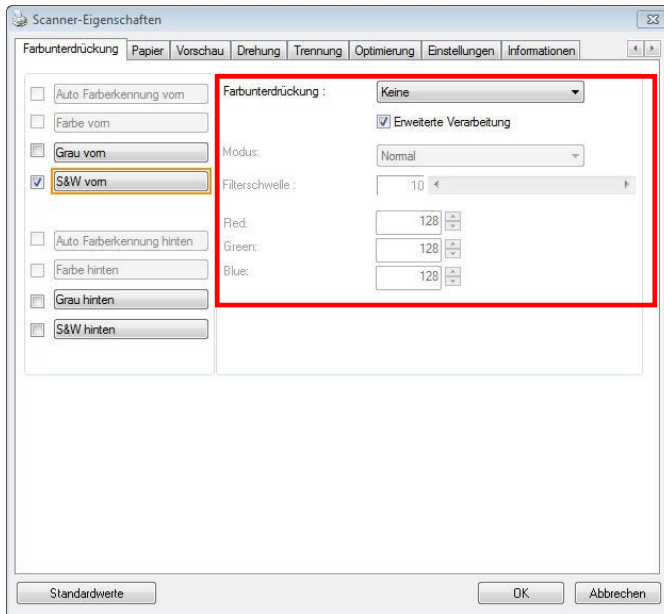 Scanner-Eigenschaften
Farbunterdrückung Papier Vorschau Drehung Trennung Optimierung Einstellungen Informationen
Auto Farberkennung vorn
Farbe vorn
Grau vorn
S&W vorn
Auto Farberkennung hinten
Farbe hinten
Grau hinten
S&W hinten
Farbunterdrückung : Keine
Erweiterte Verarbeitung
Modus: Normal
Filterschwelle : 10
Red: 128
Green: 128
Blue: 128
Standardwerte OK Abbrechen